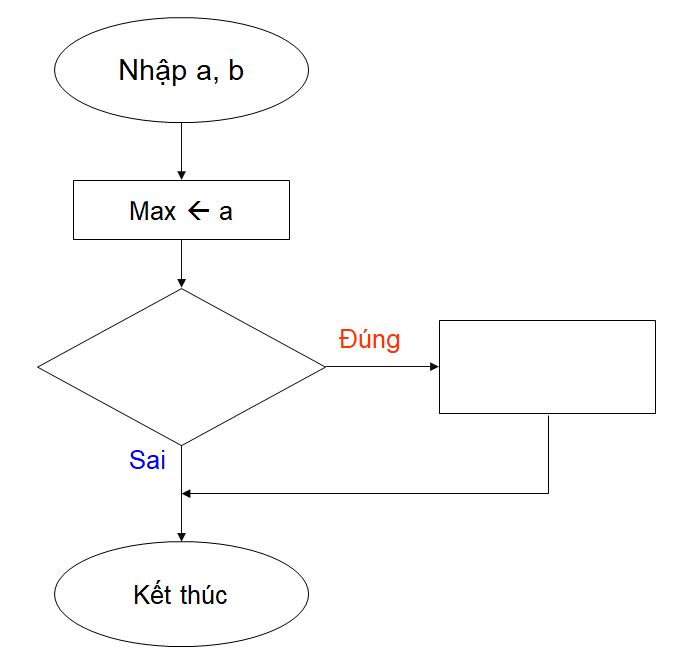 Nhập a, b
Max ← a
Đúng
Sai
Kết thúc